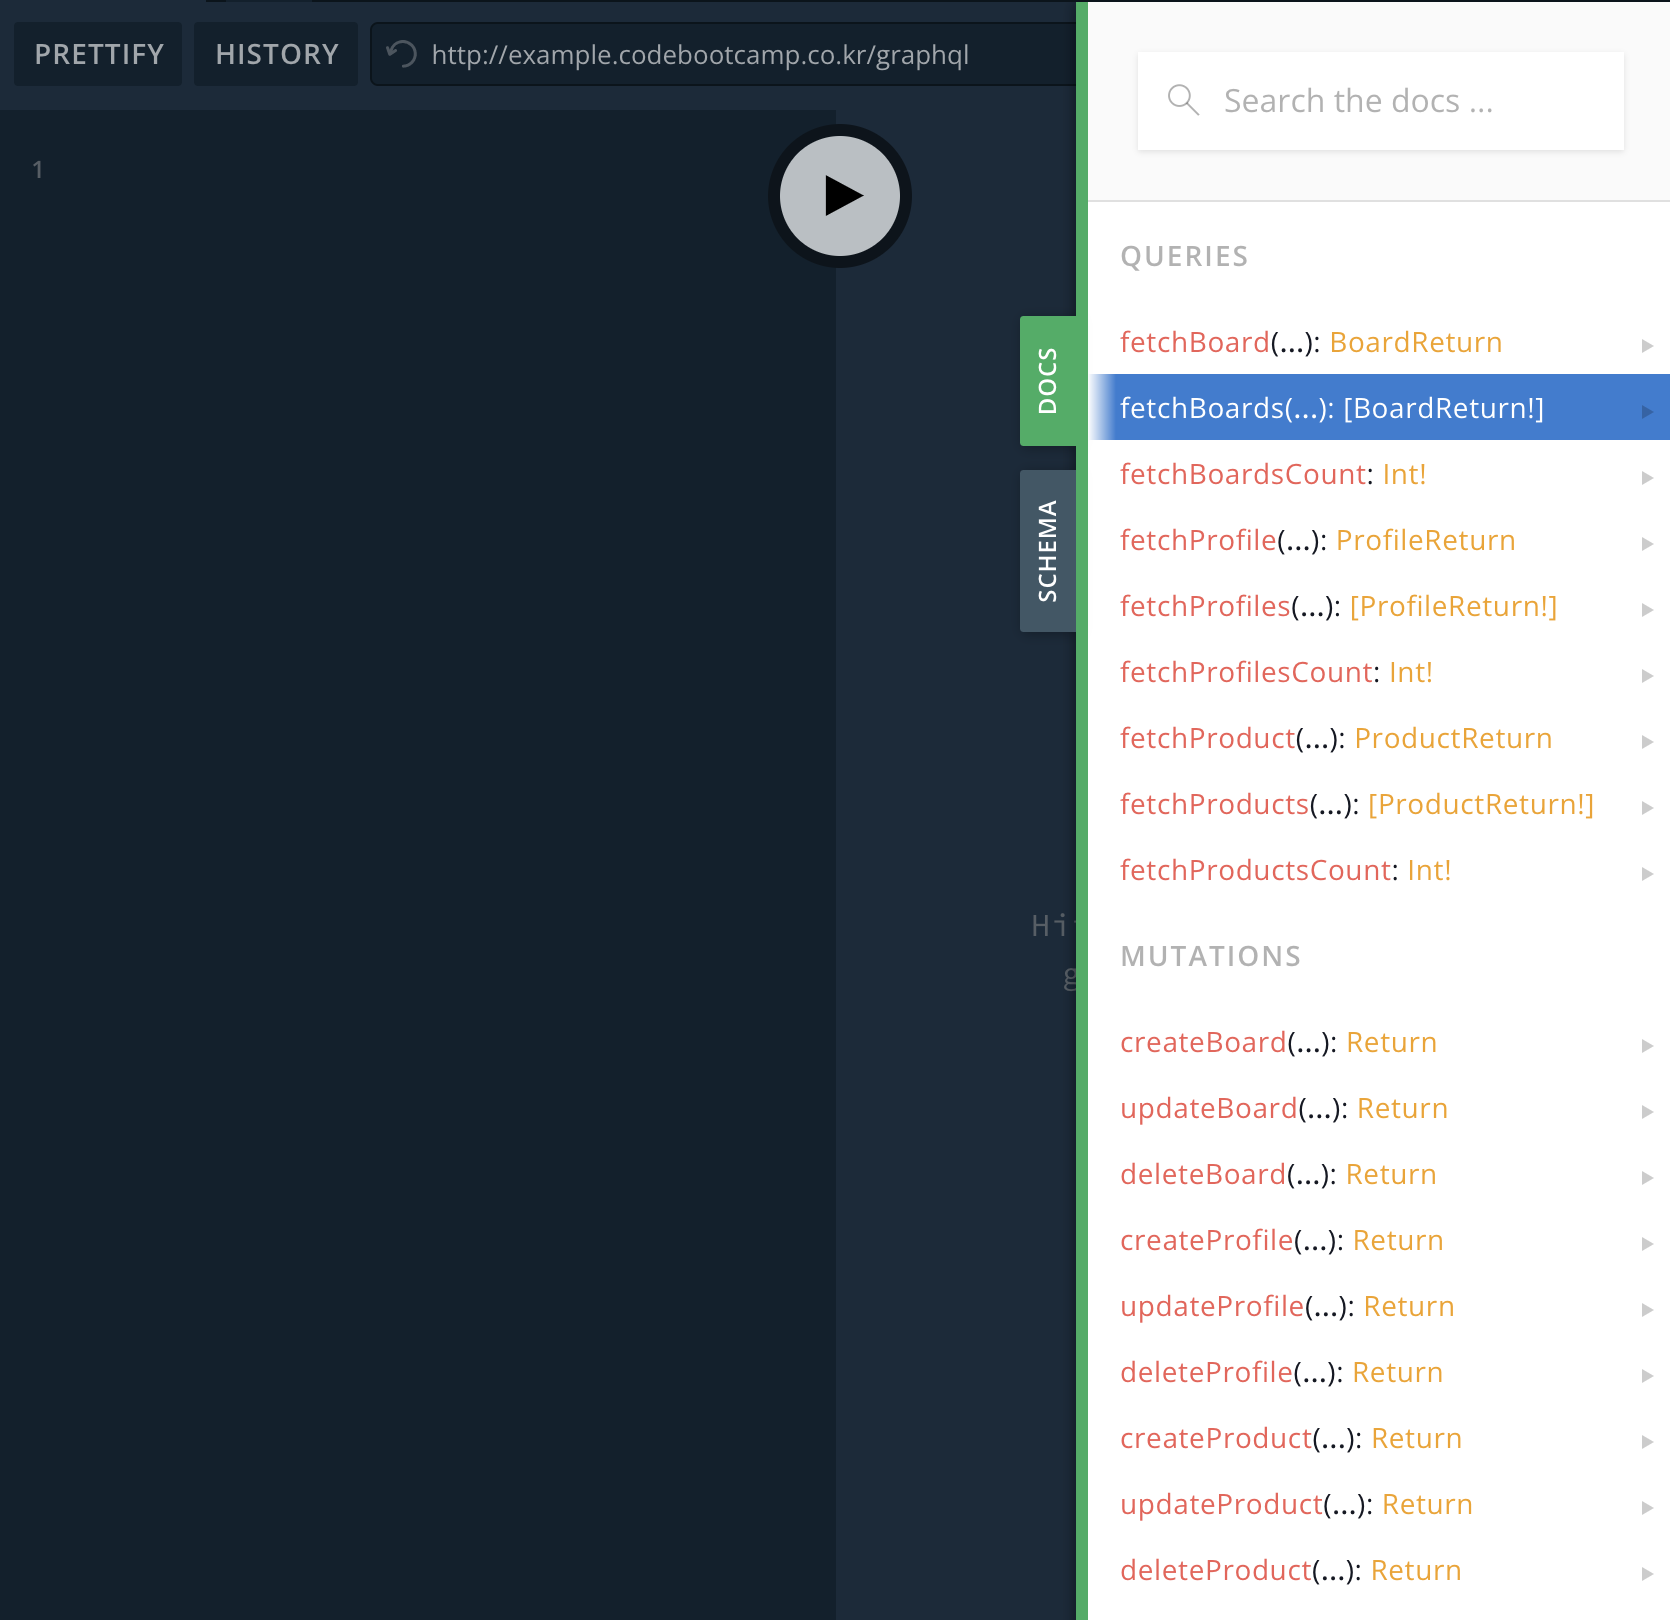 PRETTIFY HISTORY http://example.codebootcamp.co.kr/graphql
Search the docs ...
1
DOCS
SCHEMA
QUERIES
fetchBoard(...): BoardReturn
fetchBoards(...): [BoardReturn!]
fetchBoardsCount: Int!
fetchProfile(...): ProfileReturn
fetchProfiles(...): [ProfileReturn!]
fetchProfilesCount: Int!
fetchProduct(...): ProductReturn
fetchProducts(...): [ProductReturn!]
fetchProductsCount: Int!
MUTATIONS
createBoard(...): Return
updateBoard(...): Return
deleteBoard(...): Return
createProfile(...): Return
updateProfile(...): Return
deleteProfile(...): Return
createProduct(...): Return
updateProduct(...): Return
deleteProduct(...): Return